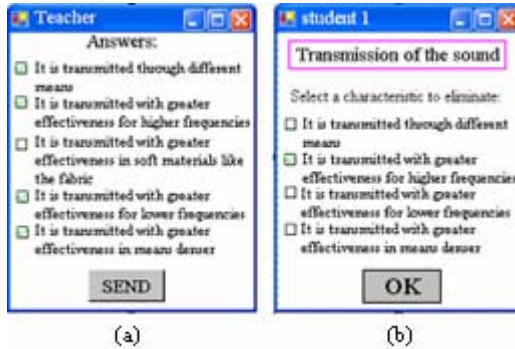 Teacher
Answers:
It is transmitted through different
means
It is transmitted with greater
effectiveness for higher frequencies
It is transmitted with greater
effectiveness in soft materials like
the fabric
It is transmitted with greater
effectiveness for lower frequencies
It is transmitted with greater
effectiveness in means denser
SEND
(a)
student 1
Transmission of the sound
Select a characteristic to eliminate:
It is transmitted through different
means
It is transmitted with greater
effectiveness for higher frequencies
It is transmitted with greater
effectiveness for lower frequencies
It is transmitted with greater
effectiveness in means denser
OK
(b)